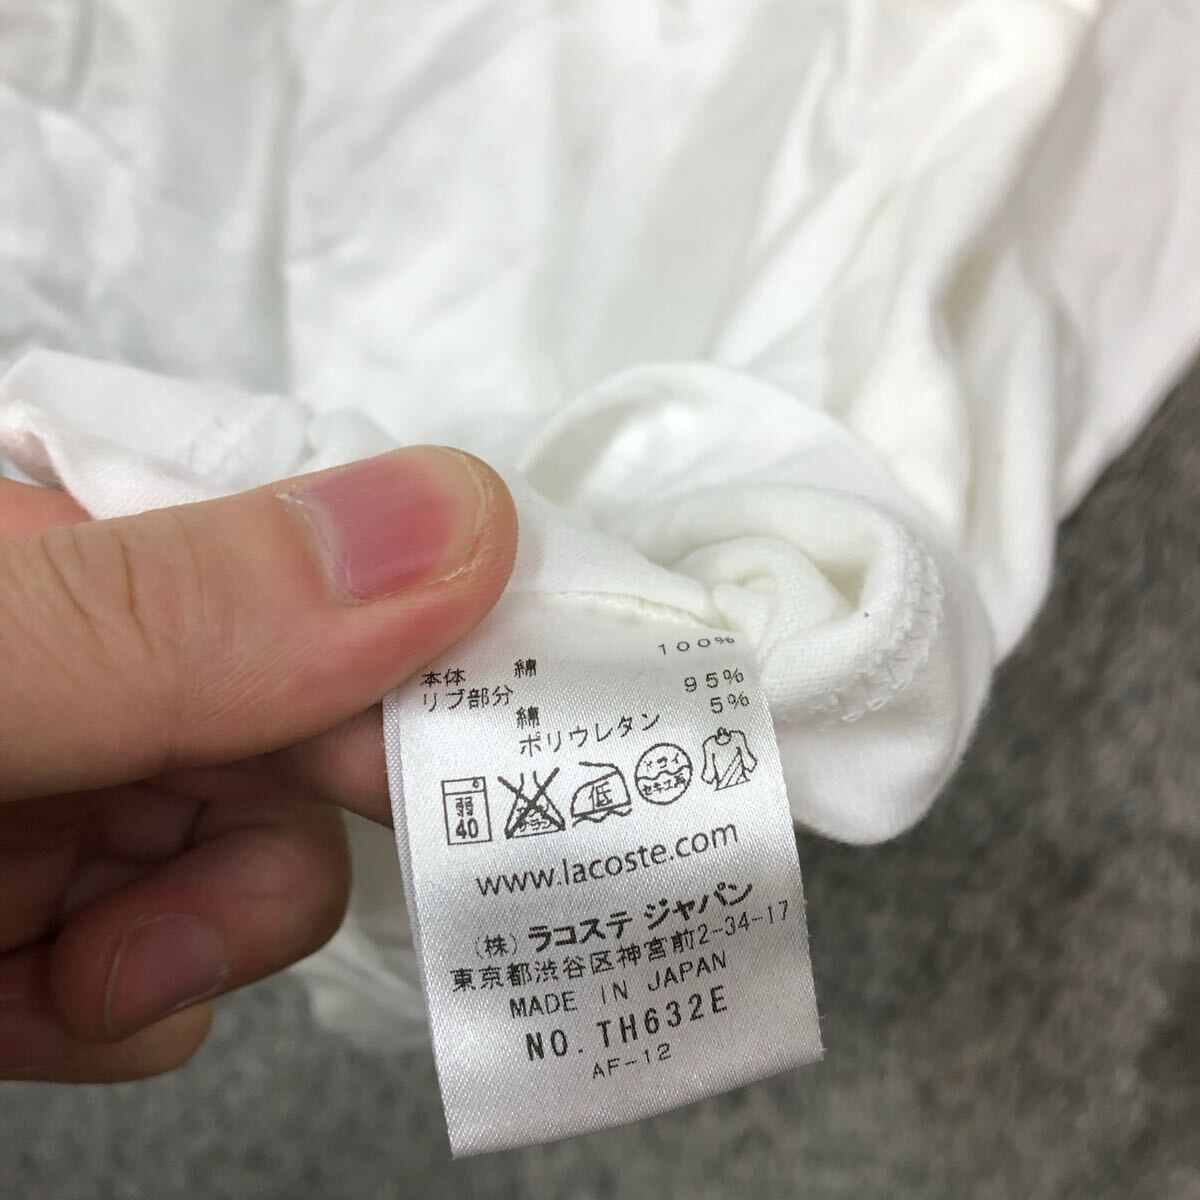 本体 綿 100%
リブ部分
綿 95%
ポリウレタン 5%
弱 40 低
www.lacoste.com
(株) ラコステ ジャパン
東京都渋谷区神宮前2-34-17
MADE IN JAPAN
NO. TH632E
AF-12